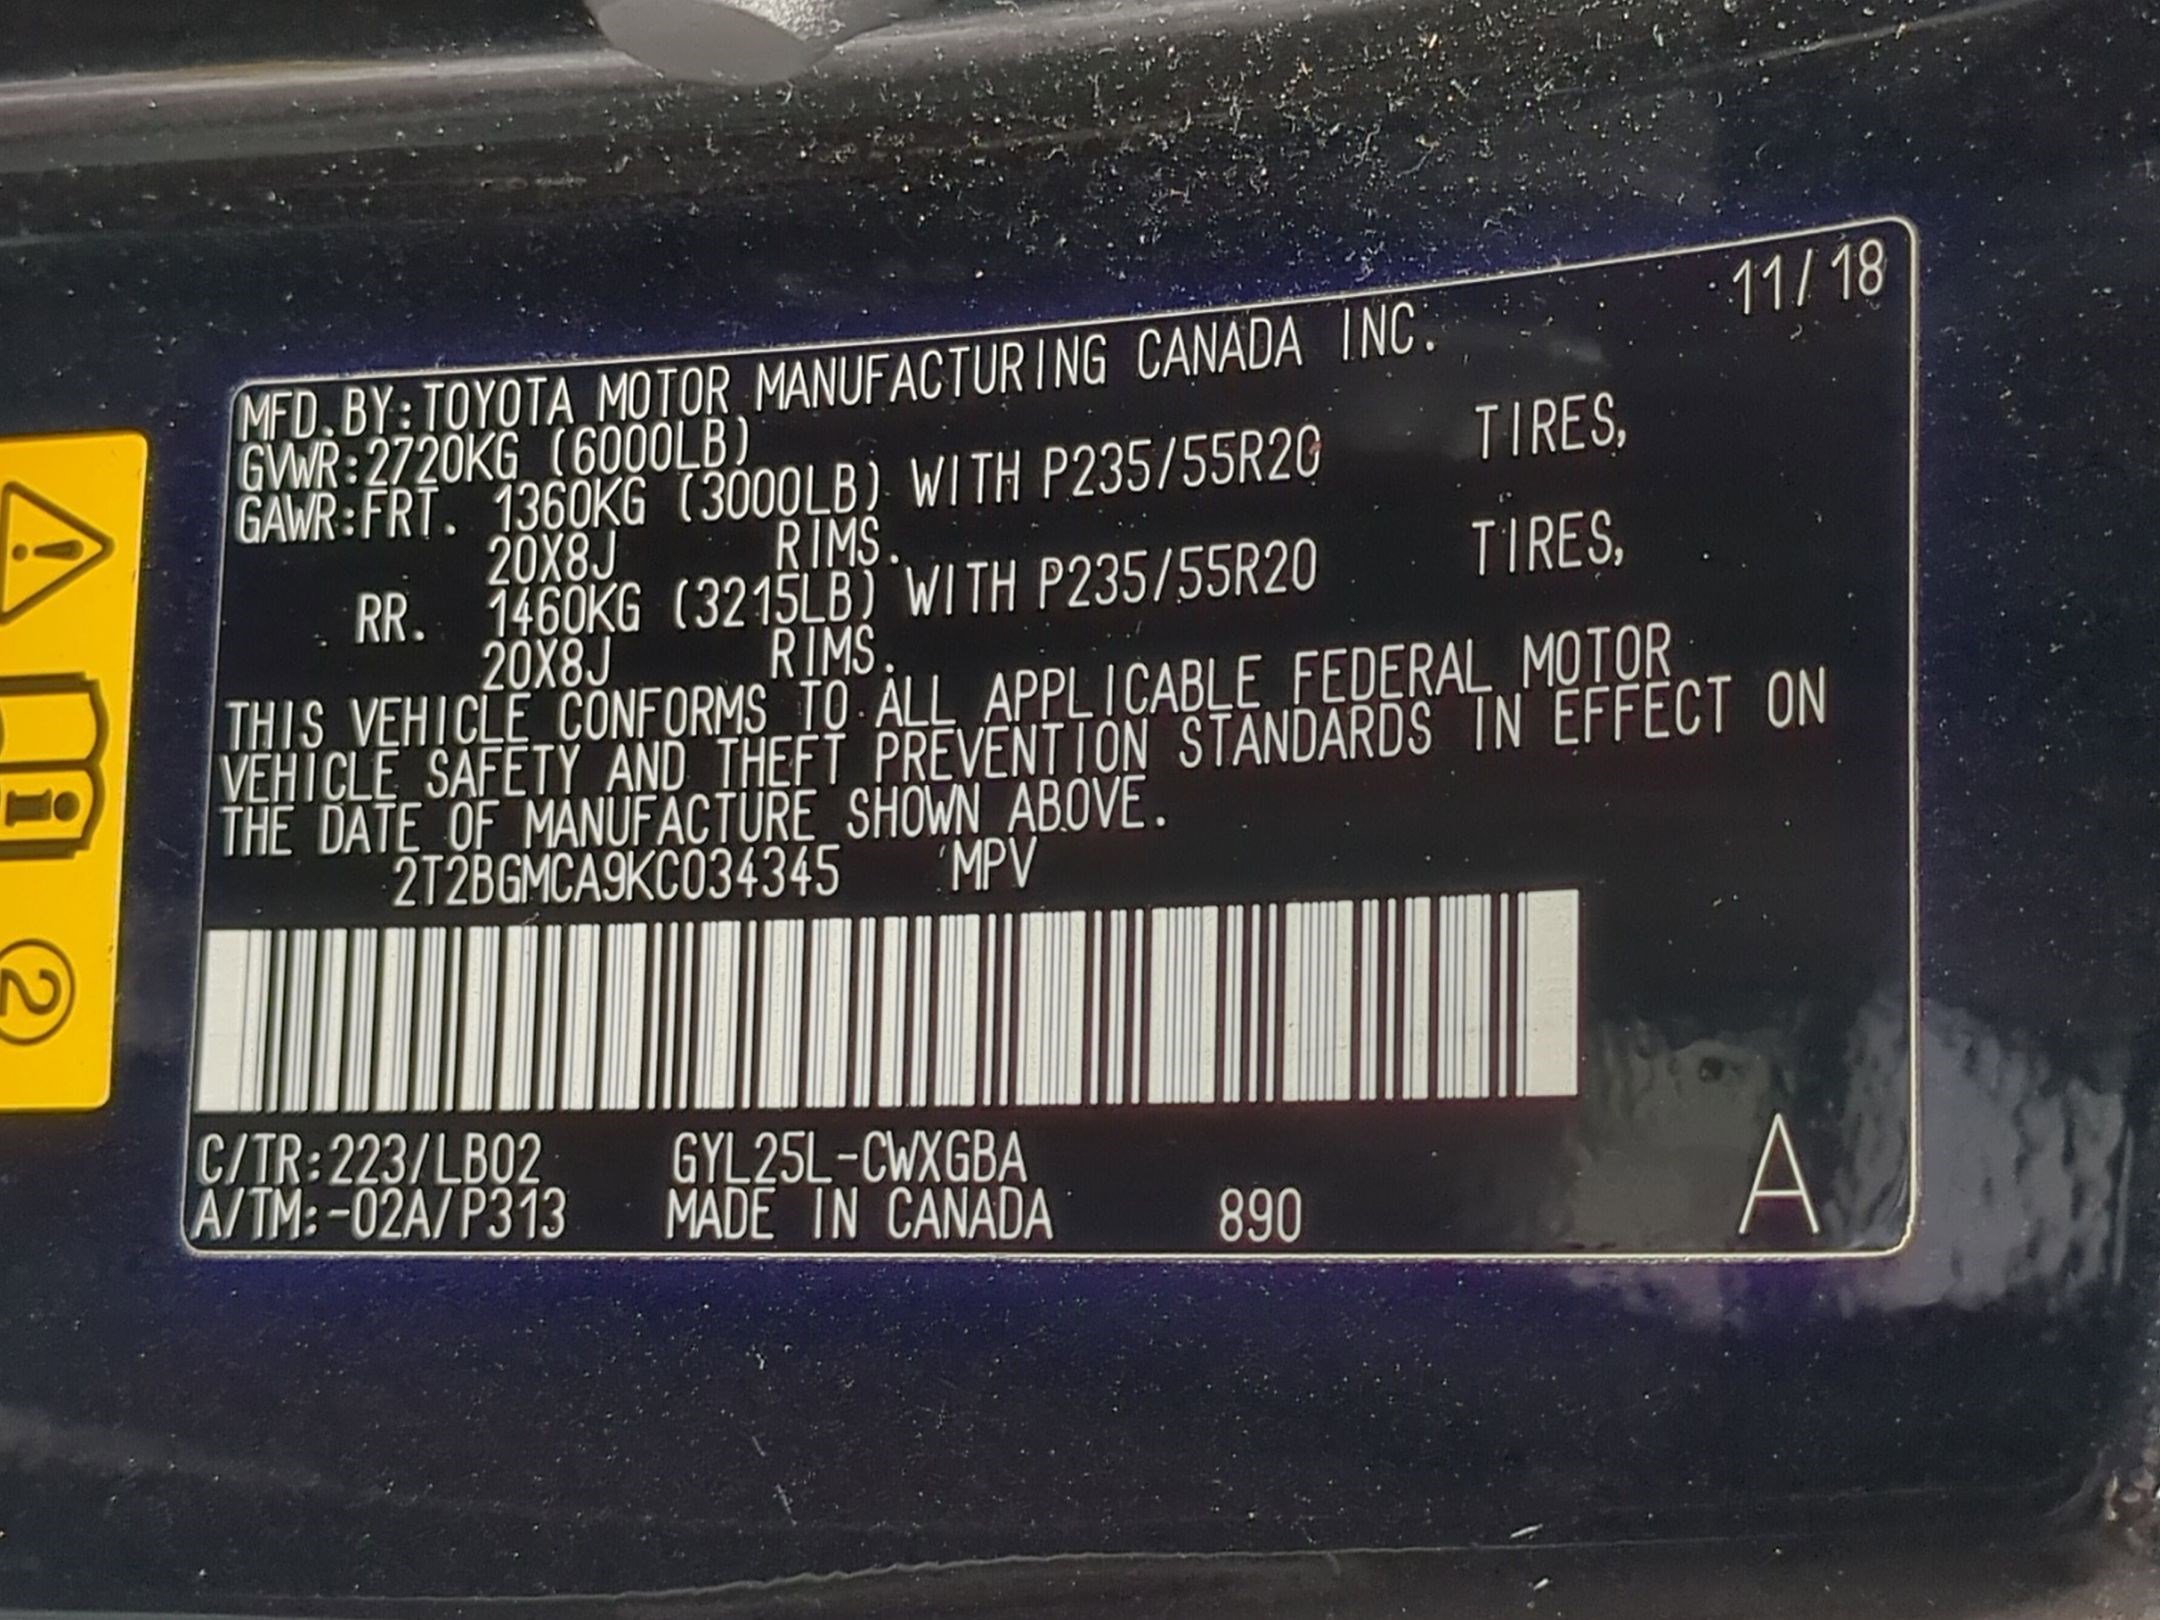 11/18
MFD.BY:TOYOTA MOTOR MANUFACTURING CANADA INC.
GVWR:2720KG (6000LB)
GAWR:FRT. 1360KG (3000LB) WITH P235/55R20 TIRES,
20X8J RIMS.
RR. 1460KG (3215LB) WITH P235/55R20 TIRES,
20X8J RIMS.
THIS VEHICLE CONFORMS TO ALL APPLICABLE FEDERAL MOTOR
VEHICLE SAFETY AND THEFT PREVENTION STANDARDS IN EFFECT ON
THE DATE OF MANUFACTURE SHOWN ABOVE.
2T2BGMCA9KC034345 MPV
C/TR:223/LB02 GYL25L-CWXGBA
A/TM:-02A/P313 MADE IN CANADA 890
A
i
2